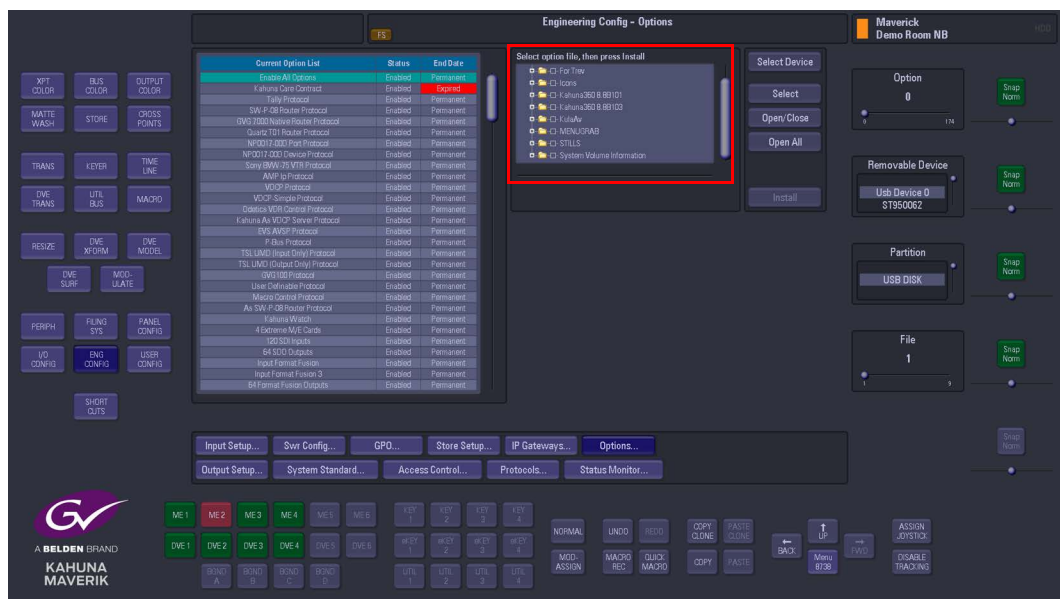 Engineering Config - Options
FS
Maverick
Demo Room NB
HDD
XPT COLOR
BUS COLOR
OUTPUT COLOR
MATTE WASH
STORE
CROSS POINTS
TRANS
KEYER
TIME LINE
DVE TRANS
UTIL BUS
MACRO
RESIZE
DVE XFORM
DVE MODEL
DVE SURF
MOD-ULATE
PERIPH
FILING SYS
PANEL CONFIG
I/O CONFIG
ENG CONFIG
USER CONFIG
SHORT CUTS
Current Option List Status End Date
Enable All Options Enabled Permanent
Kahuna Care Contract Enabled Expired
Tally Protocol Enabled Permanent
SW-P-08 Router Protocol Enabled Permanent
GVG 7000 Native Router Protocol Enabled Permanent
Quartz T01 Router Protocol Enabled Permanent
NP0017-000 Port Protocol Enabled Permanent
NP0017-000 Device Protocol Enabled Permanent
Sony BVW-75 VTR Protocol Enabled Permanent
AMP Ip Protocol Enabled Permanent
VDCP Protocol Enabled Permanent
VDCP-Simple Protocol Enabled Permanent
Odetics VDR Control Protocol Enabled Permanent
Kahuna As VDCP Server Protocol Enabled Permanent
EVS AVSP Protocol Enabled Permanent
P-Bus Protocol Enabled Permanent
TSL UMD (Input Only) Protocol Enabled Permanent
TSL UMD (Output Only) Protocol Enabled Permanent
GVG100 Protocol Enabled Permanent
User Definable Protocol Enabled Permanent
Macro Control Protocol Enabled Permanent
As SW-P-08 Router Protocol Enabled Permanent
Kahuna Watch Enabled Permanent
4 Extreme M/E Cards Enabled Permanent
120 SDI Inputs Enabled Permanent
64 SDO Outputs Enabled Permanent
Input Format Fusion Enabled Permanent
Input Format Fusion 3 Enabled Permanent
64 Format Fusion Outputs Enabled Permanent
Select option file, then press Install
For Trev
Icons
Kahuna360 8.8B101
Kahuna360 8.8B103
KulaAv
MENUGRAB
STILLS
System Volume Information
Select Device
Select
Open/Close
Open All
Install
Option
0
0 174
Snap Norm
Removable Device
Usb Device 0
ST950062
Snap Norm
Partition
USB DISK
Snap Norm
File
1
1 9
Snap Norm
Snap Norm
Input Setup... Swr Config... GPO... Store Setup... IP Gateways... Options...
Output Setup... System Standard... Access Control... Protocols... Status Monitor...
GV
A BELDEN BRAND
KAHUNA
MAVERIK
ME 1 ME 2 ME 3 ME 4 ME 5 ME 6
DVE 1 DVE 2 DVE 3 DVE 4 DVE 5 DVE 6
BOND A BOND B BOND C BOND D
KEY 1 KEY 2 KEY 3 KEY 4
eKEY 1 eKEY 2 eKEY 3 eKEY 4
UTIL 1 UTIL 2 UTIL 3 UTIL 4
NORMAL UNDO REDO COPY CLONE PASTE CLONE
MOD-ASSIGN MACRO REC QUICK MACRO COPY PASTE
UP
BACK
Menu 8738
FWD
ASSIGN JOYSTICK
DISABLE TRACKING